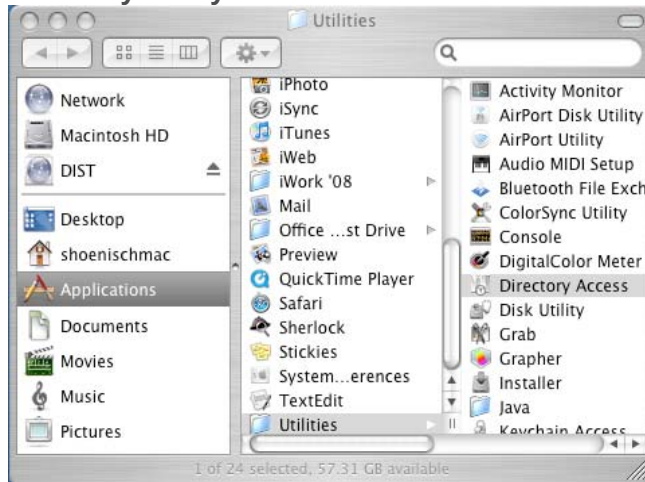 Utilities
Network
Macintosh HD
DIST
Desktop
shoenischmac
Applications
Documents
Movies
Music
Pictures
iPhoto
iSync
iTunes
iWeb
iWork '08
Mail
Office ...st Drive
Preview
QuickTime Player
Safari
Sherlock
Stickies
System...erences
TextEdit
Utilities
Activity Monitor
AirPort Disk Utility
AirPort Utility
Audio MIDI Setup
Bluetooth File Exch
ColorSync Utility
Console
DigitalColor Meter
Directory Access
Disk Utility
Grab
Grapher
Installer
Java
Keychain Access
1 of 24 selected, 57.31 GB available